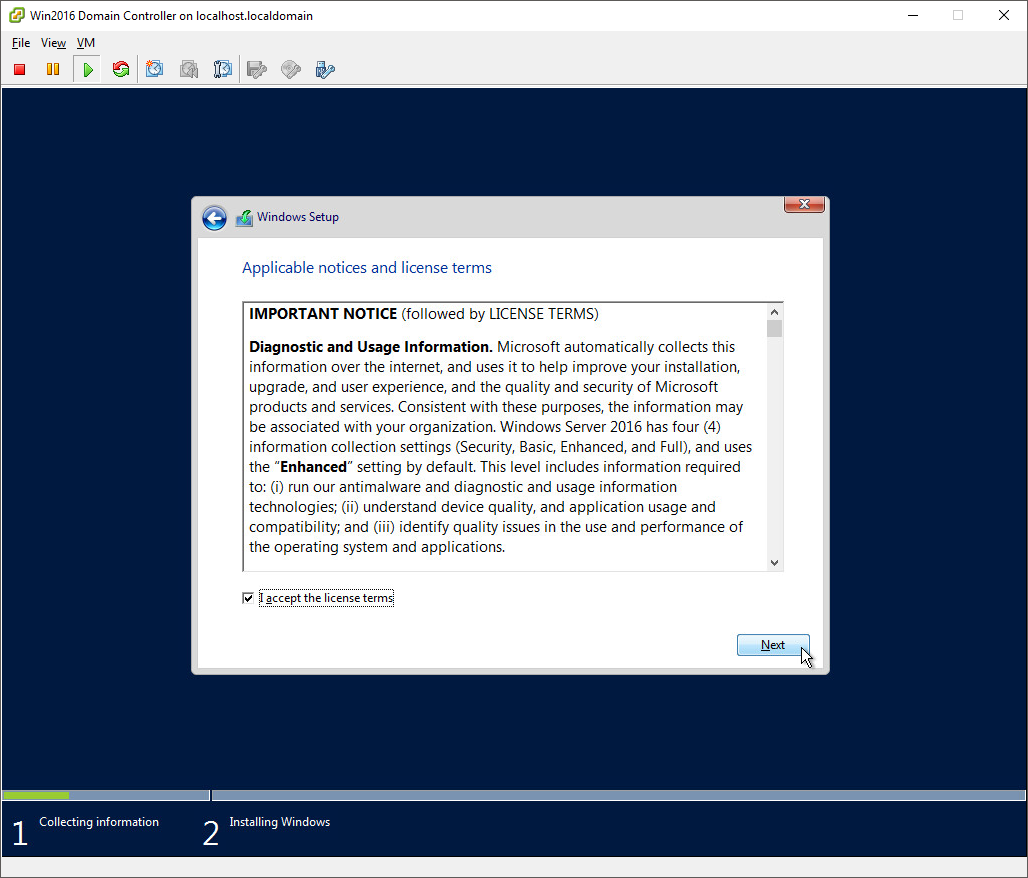 Win2016 Domain Controller on localhost.localdomain
File View VM
Windows Setup
Applicable notices and license terms
IMPORTANT NOTICE (followed by LICENSE TERMS)
Diagnostic and Usage Information. Microsoft automatically collects this
information over the internet, and uses it to help improve your installation,
upgrade, and user experience, and the quality and security of Microsoft
products and services. Consistent with these purposes, the information may
be associated with your organization. Windows Server 2016 has four (4)
information collection settings (Security, Basic, Enhanced, and Full), and uses
the “Enhanced” setting by default. This level includes information required
to: (i) run our antimalware and diagnostic and usage information
technologies; (ii) understand device quality, and application usage and
compatibility; and (iii) identify quality issues in the use and performance of
the operating system and applications.
I accept the license terms
Next
1 Collecting information 2 Installing Windows